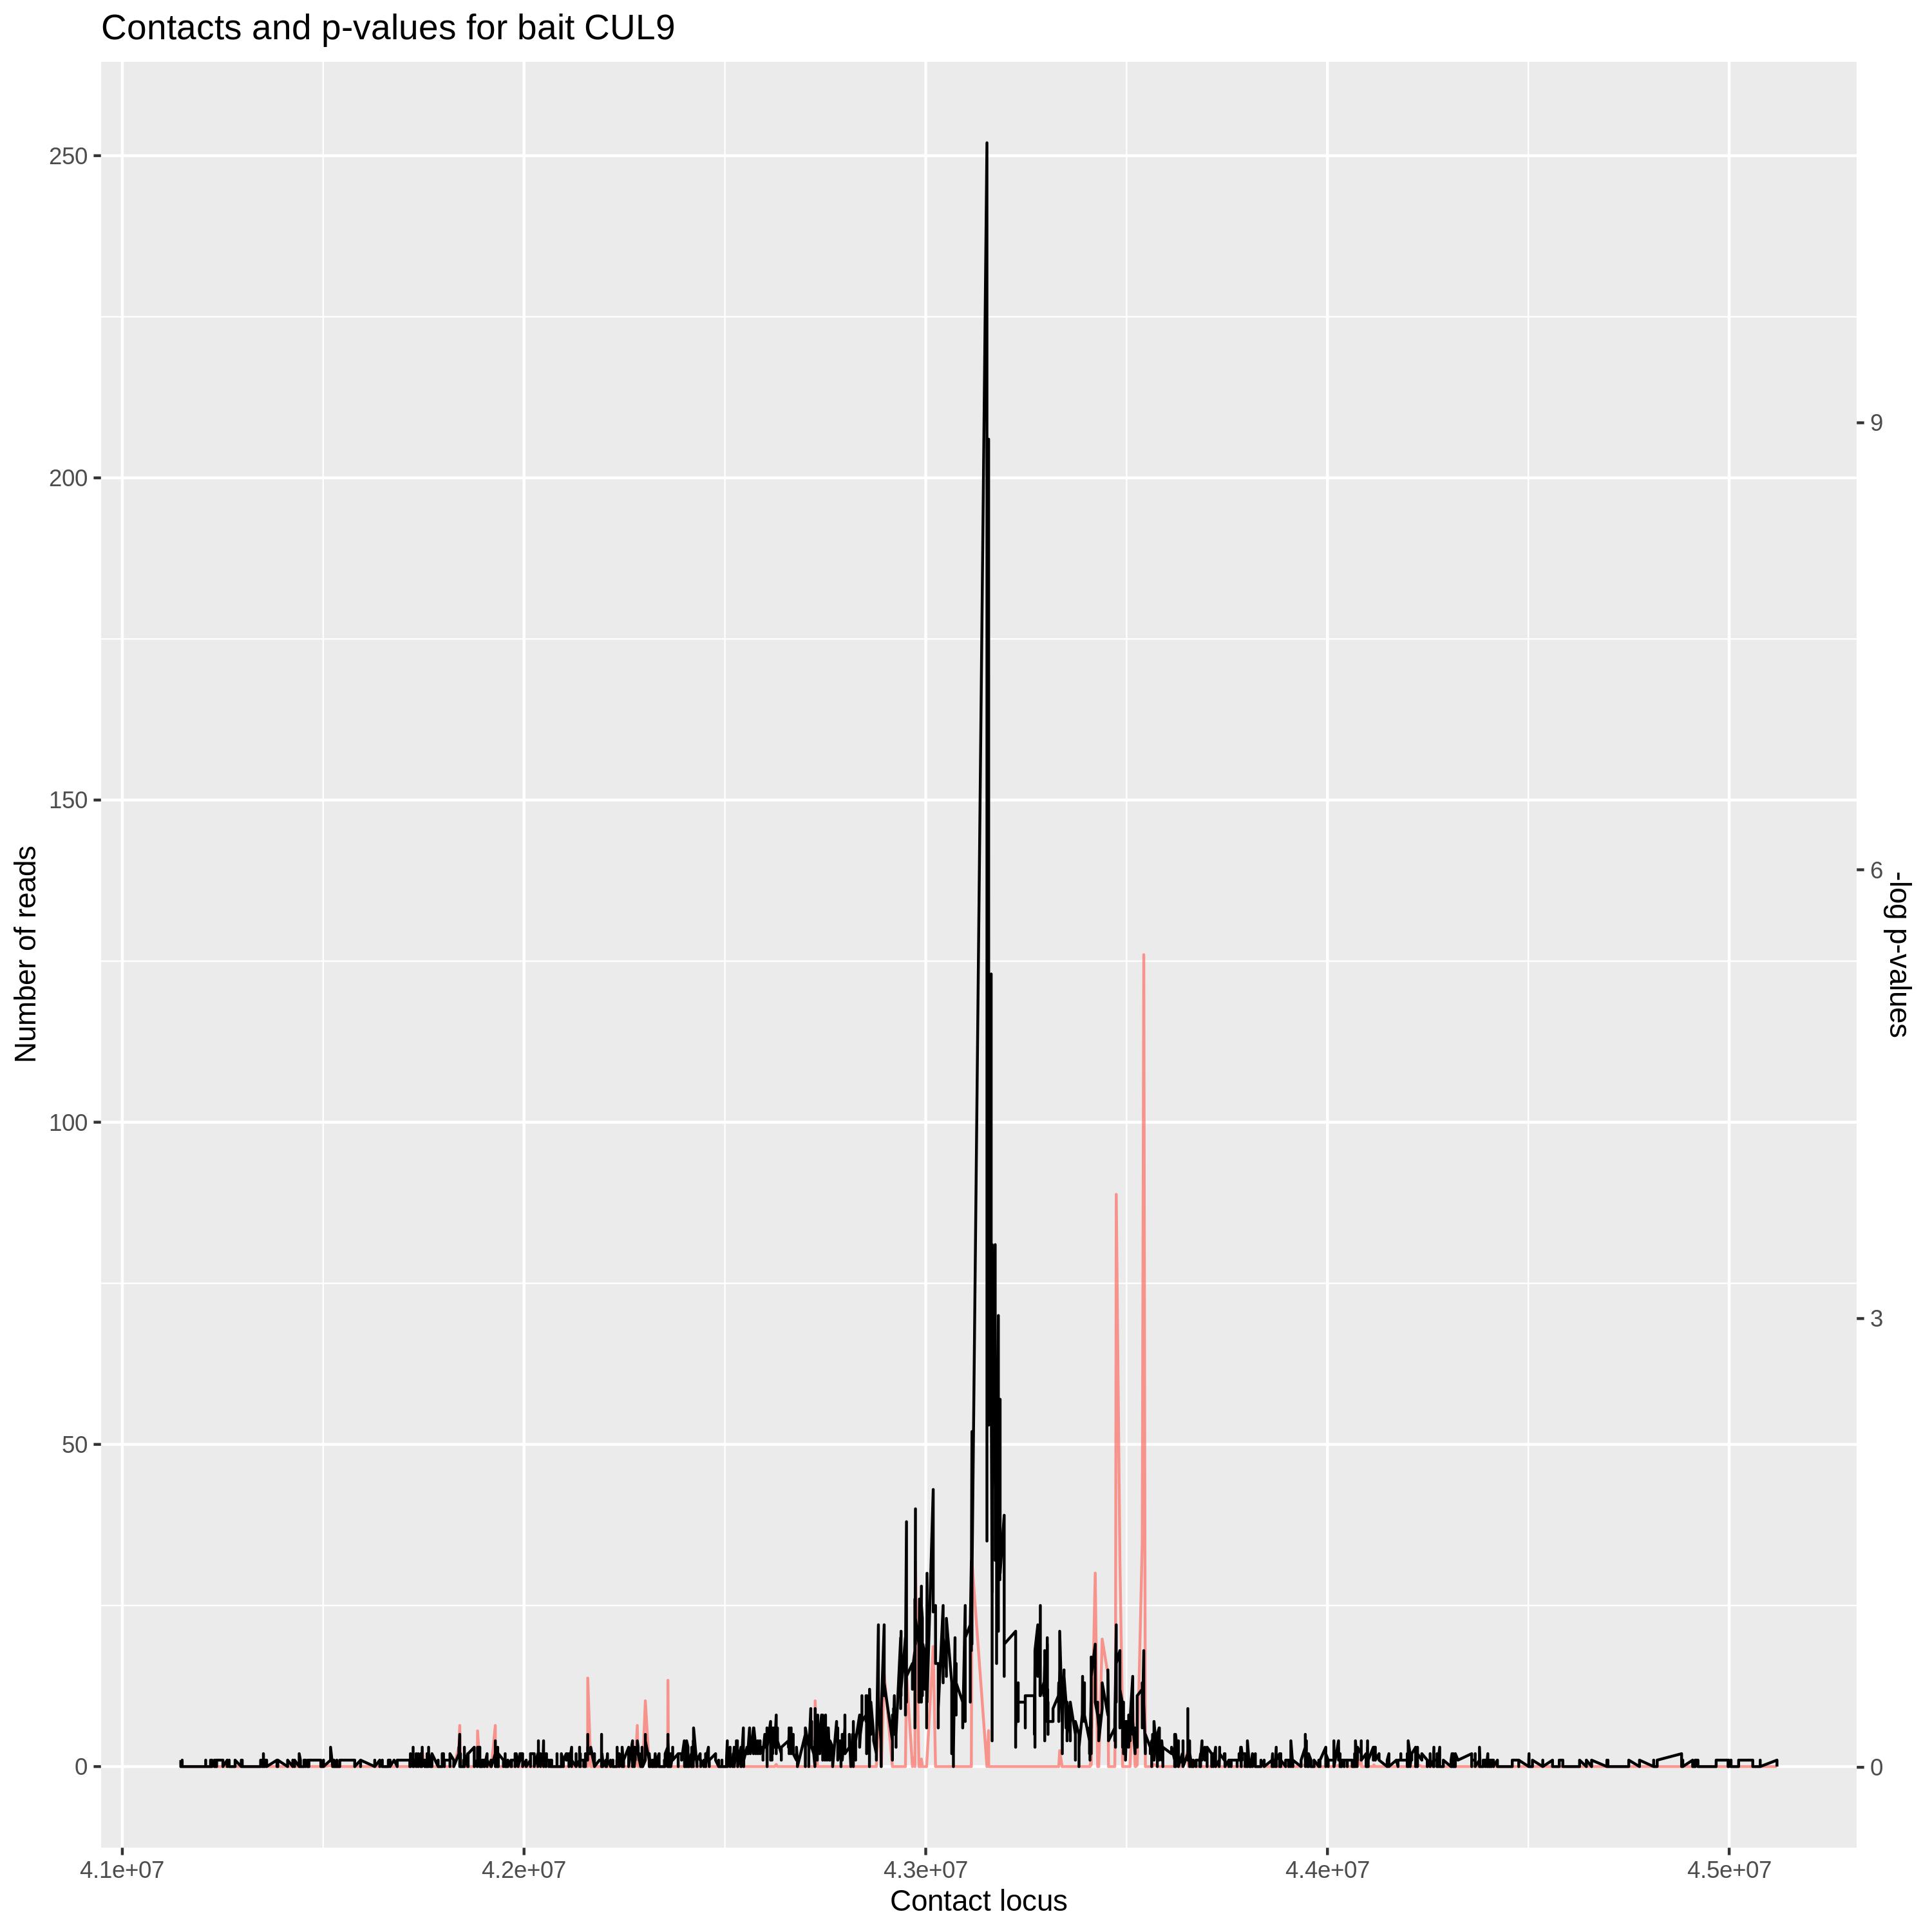 Contacts and p-values for bait CUL9
250
200
150
100
50
0
Number of reads
9
6
3
0
-log p-values
4.1e+07
4.2e+07
4.3e+07
4.4e+07
4.5e+07
Contact locus